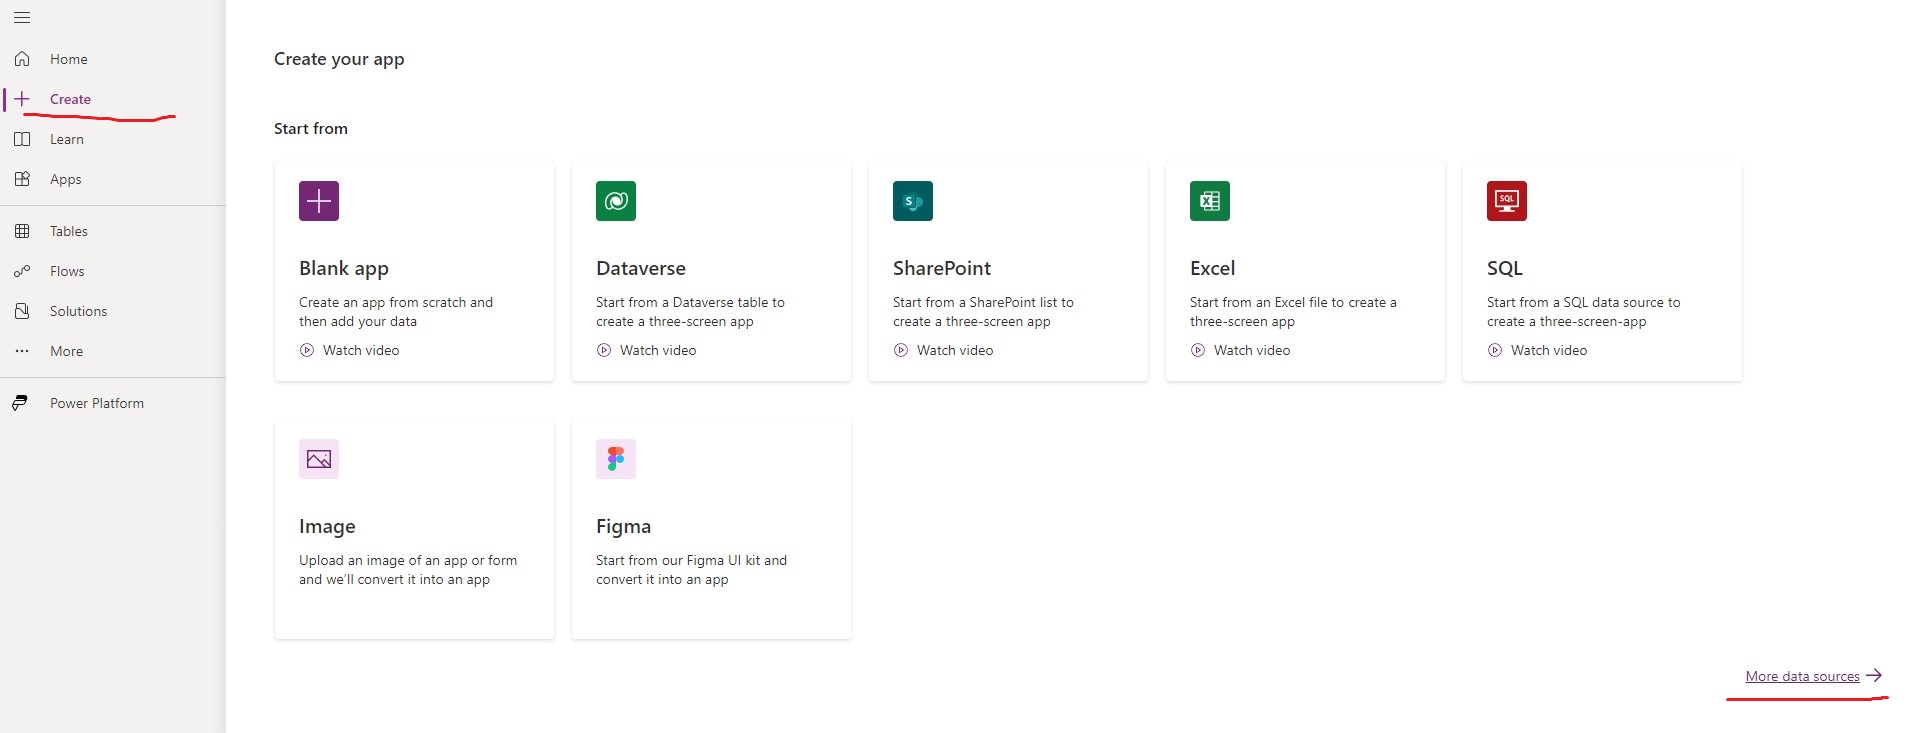 Home
Create
Learn
Apps
Tables
Flows
Solutions
More
Power Platform
Create your app
Start from
Blank app
Create an app from scratch and
then add your data
Watch video
Dataverse
Start from a Dataverse table to
create a three-screen app
Watch video
SharePoint
Start from a SharePoint list to
create a three-screen app
Watch video
Excel
Start from an Excel file to create a
three-screen app
Watch video
SQL
SQL
Start from a SQL data source to
create a three-screen-app
Watch video
Image
Upload an image of an app or form
and we'll convert it into an app
Figma
Start from our Figma UI kit and
convert it into an app
More data sources